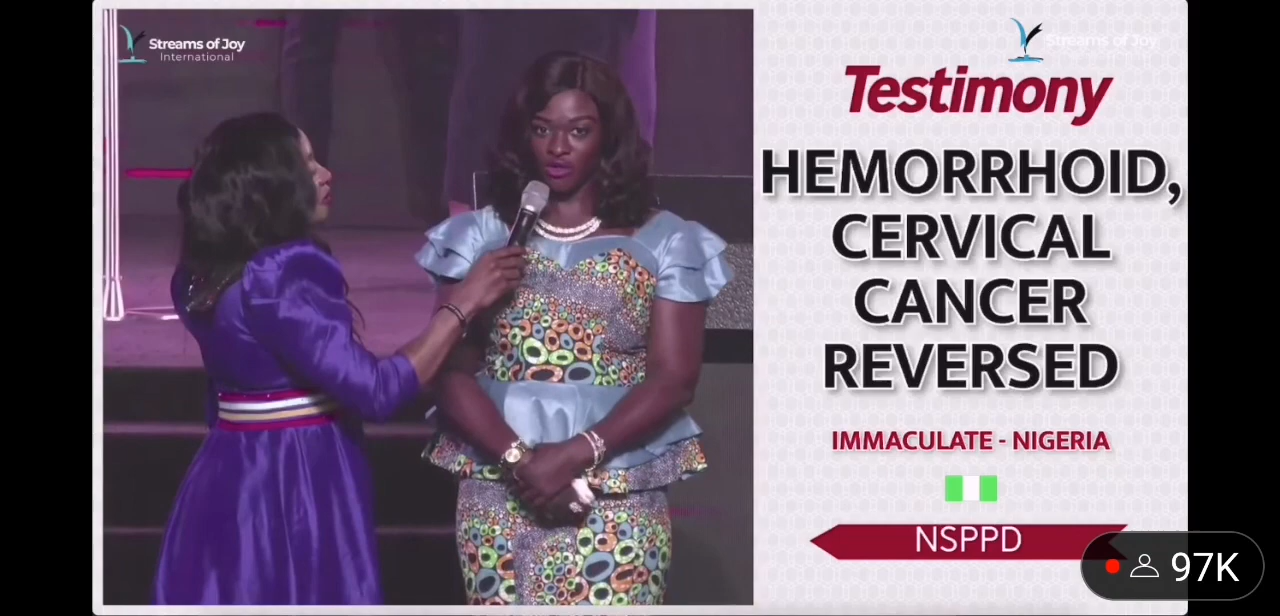 Streams of Joy
International
Streams of Joy
Testimony
HEMORRHOID,
CERVICAL
CANCER
REVERSED
IMMACULATE - NIGERIA
NSPPD
97K